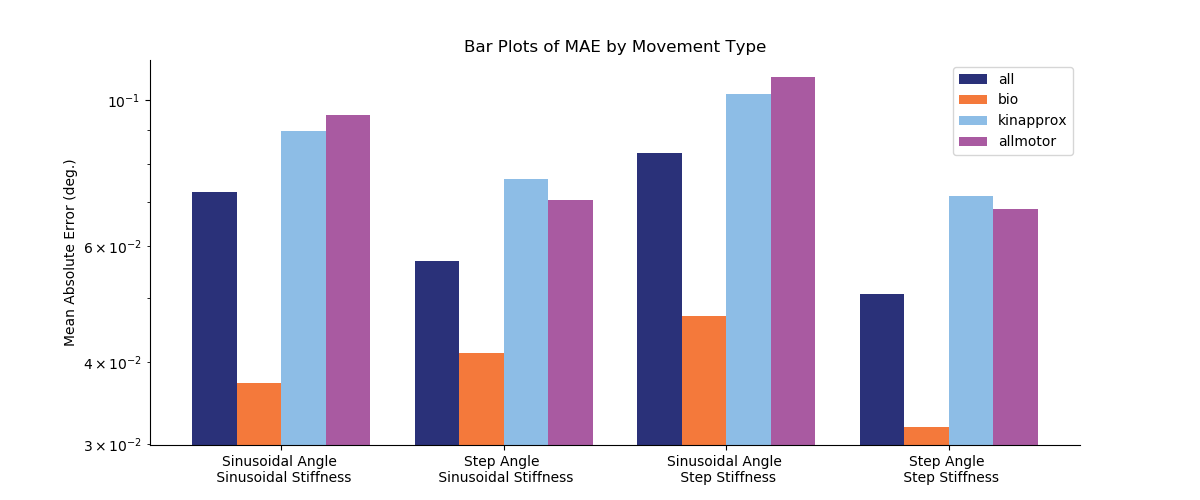 Bar Plots of MAE by Movement Type
all
bio
kinapprox
allmotor
Mean Absolute Error (deg.)
10⁻¹
6 × 10⁻²
4 × 10⁻²
3 × 10⁻²
Sinusoidal Angle
Sinusoidal Stiffness
Step Angle
Sinusoidal Stiffness
Sinusoidal Angle
Step Stiffness
Step Angle
Step Stiffness